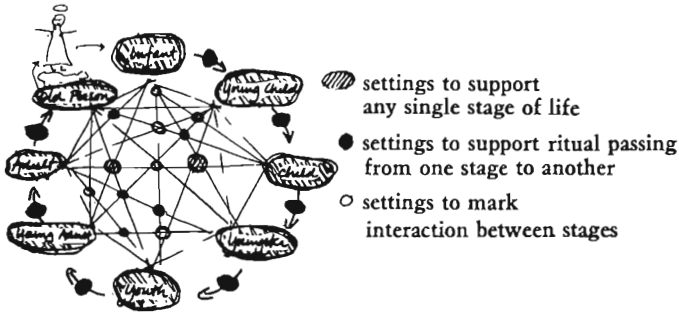 Infant
Young Child
Old Person
Adult
Child
Young Adult
Youngster
Youth
settings to support
any single stage of life
settings to support ritual passing
from one stage to another
settings to mark
interaction between stages